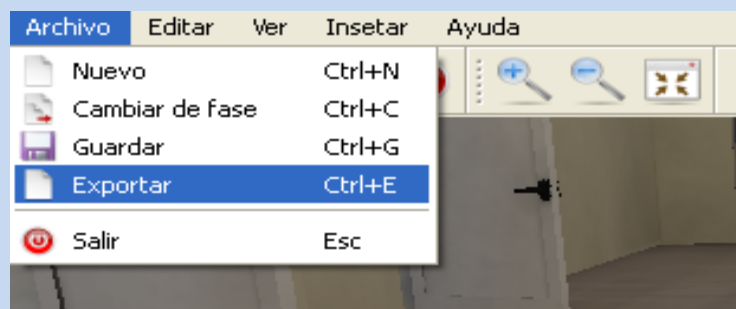 Archivo Editar Ver Insetar Ayuda
Nuevo Ctrl+N
Cambiar de fase Ctrl+C
Guardar Ctrl+G
Exportar Ctrl+E
Salir Esc